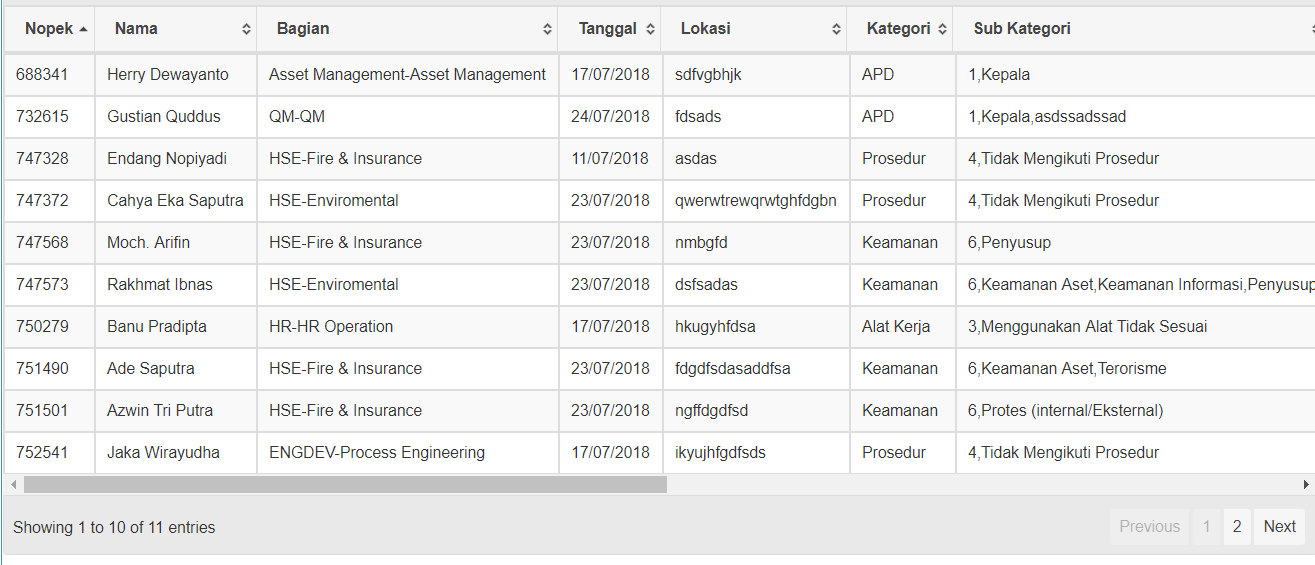 Nopek Nama Bagian Tanggal Lokasi Kategori Sub Kategori
688341 Herry Dewayanto Asset Management-Asset Management 17/07/2018 sdfvgbhjk APD 1,Kepala
732615 Gustian Quddus QM-QM 24/07/2018 fdsads APD 1,Kepala,asdssadssad
747328 Endang Nopiyadi HSE-Fire & Insurance 11/07/2018 asdas Prosedur 4,Tidak Mengikuti Prosedur
747372 Cahya Eka Saputra HSE-Enviromental 23/07/2018 qwerwtrewqrwtghfdgbn Prosedur 4,Tidak Mengikuti Prosedur
747568 Moch. Arifin HSE-Fire & Insurance 23/07/2018 nmbgfd Keamanan 6,Penyusup
747573 Rakhmat Ibnas HSE-Enviromental 23/07/2018 dsfsadas Keamanan 6,Keamanan Aset,Keamanan Informasi,Penyusup
750279 Banu Pradipta HR-HR Operation 17/07/2018 hkugyhfdsa Alat Kerja 3,Menggunakan Alat Tidak Sesuai
751490 Ade Saputra HSE-Fire & Insurance 23/07/2018 fdgdfsdasaddfsa Keamanan 6,Keamanan Aset,Terorisme
751501 Azwin Tri Putra HSE-Fire & Insurance 23/07/2018 ngffdgdfsd Keamanan 6,Protes (internal/Eksternal)
752541 Jaka Wirayudha ENGDEV-Process Engineering 17/07/2018 ikyujhfgdfsds Prosedur 4,Tidak Mengikuti Prosedur
Showing 1 to 10 of 11 entries Previous 1 2 Next